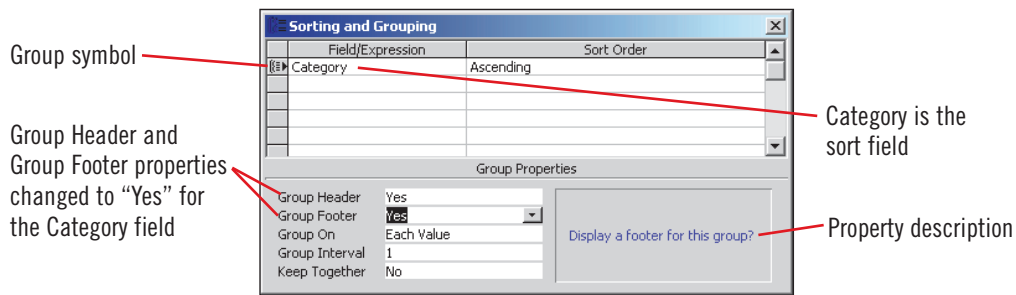 Sorting and Grouping
Field/Expression Sort Order
Group symbol
Category Ascending
Category is the
sort field
Group Header and
Group Footer properties
changed to “Yes” for
the Category field
Group Properties
Group Header Yes
Group Footer Yes
Group On Each Value
Group Interval 1
Keep Together No
Display a footer for this group?
Property description